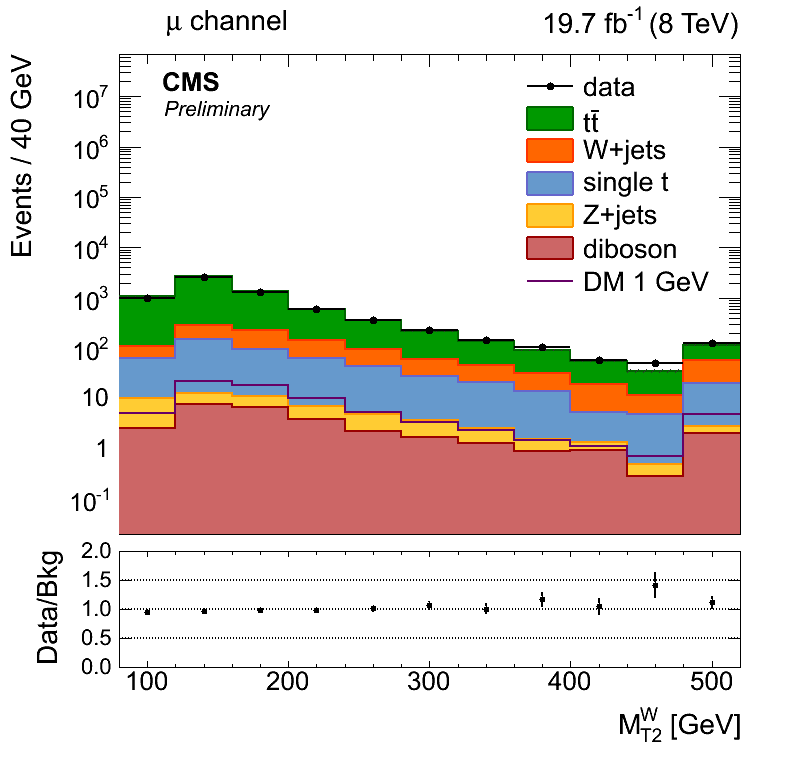 μ channel 19.7 fb⁻¹ (8 TeV)
CMS
Preliminary
data
tt̄
W+jets
single t
Z+jets
diboson
DM 1 GeV
Events / 40 GeV
10⁷
10⁶
10⁵
10⁴
10³
10²
10
1
10⁻¹
Data/Bkg
2.0
1.5
1.0
0.5
0.0
100 200 300 400 500
M_T2^W [GeV]